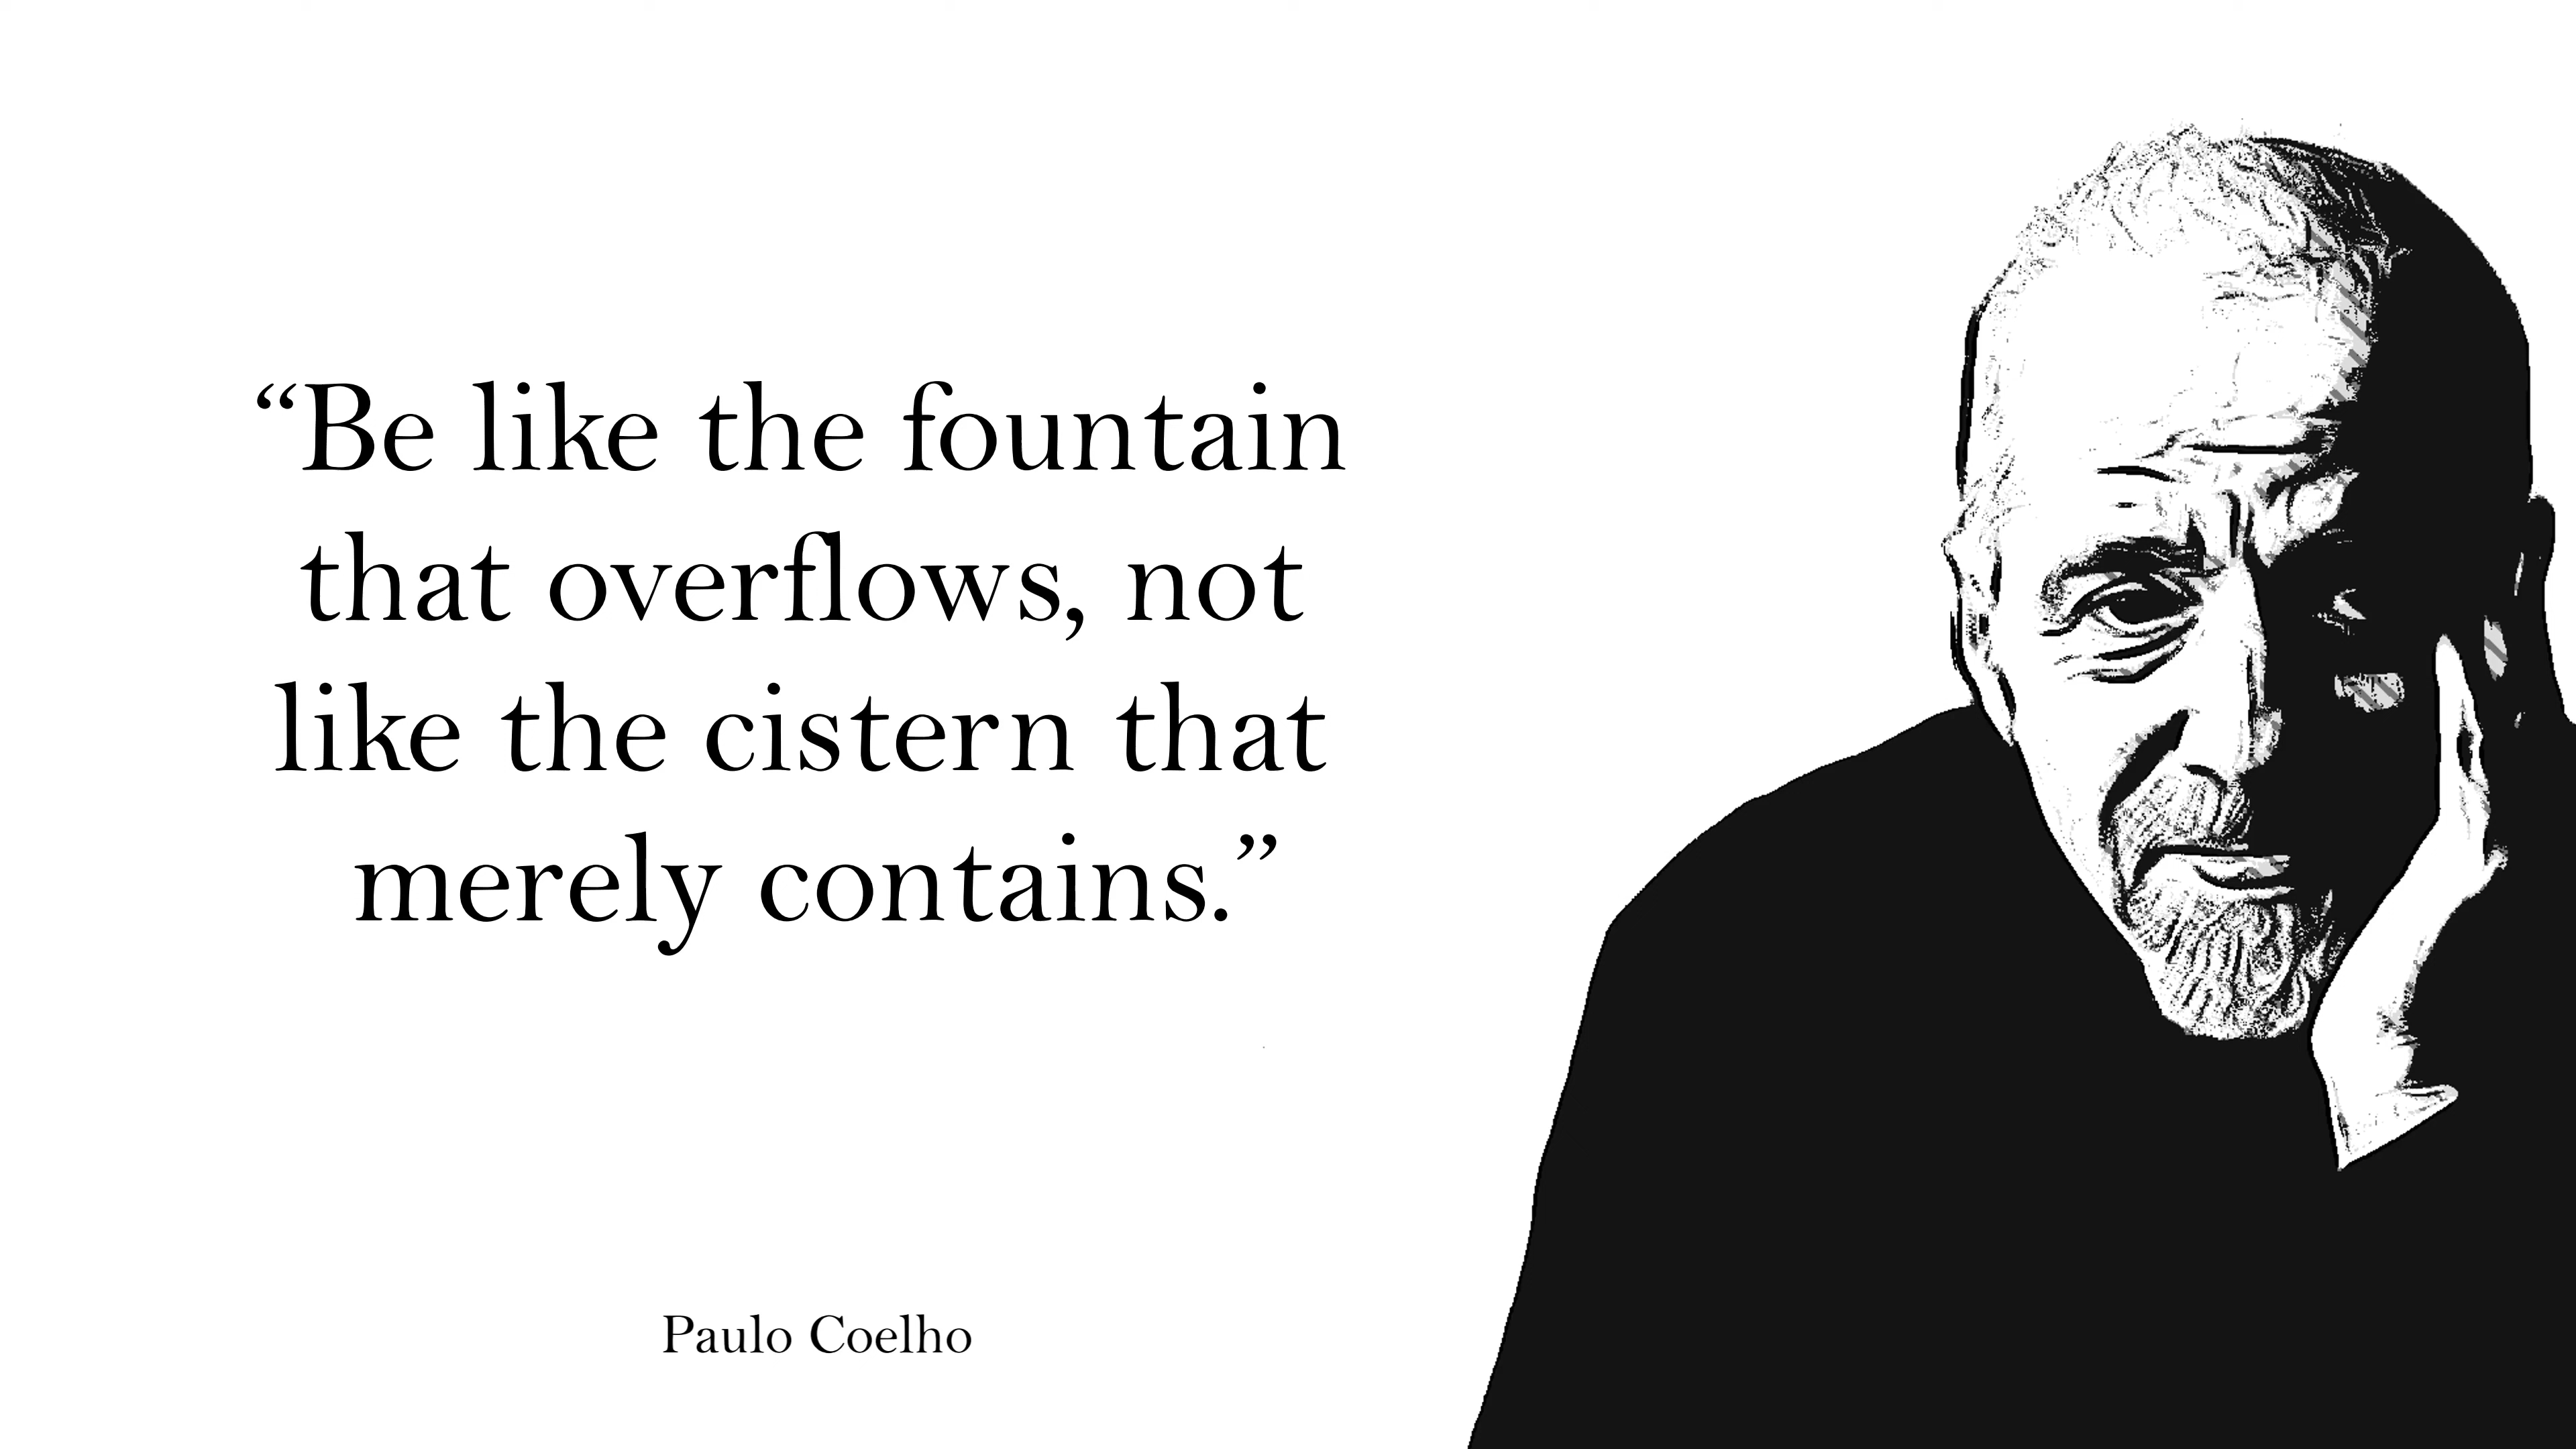 “Be like the fountain
that overflows, not
like the cistern that
merely contains.”
Paulo Coelho